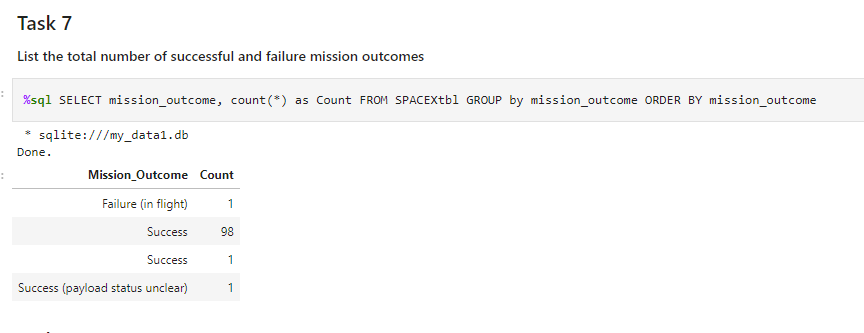 Task 7
List the total number of successful and failure mission outcomes
%sql SELECT mission_outcome, count(*) as Count FROM SPACEXtbl GROUP by mission_outcome ORDER BY mission_outcome
* sqlite:///my_data1.db
Done.
Mission_Outcome Count
Failure (in flight) 1
Success 98
Success 1
Success (payload status unclear) 1